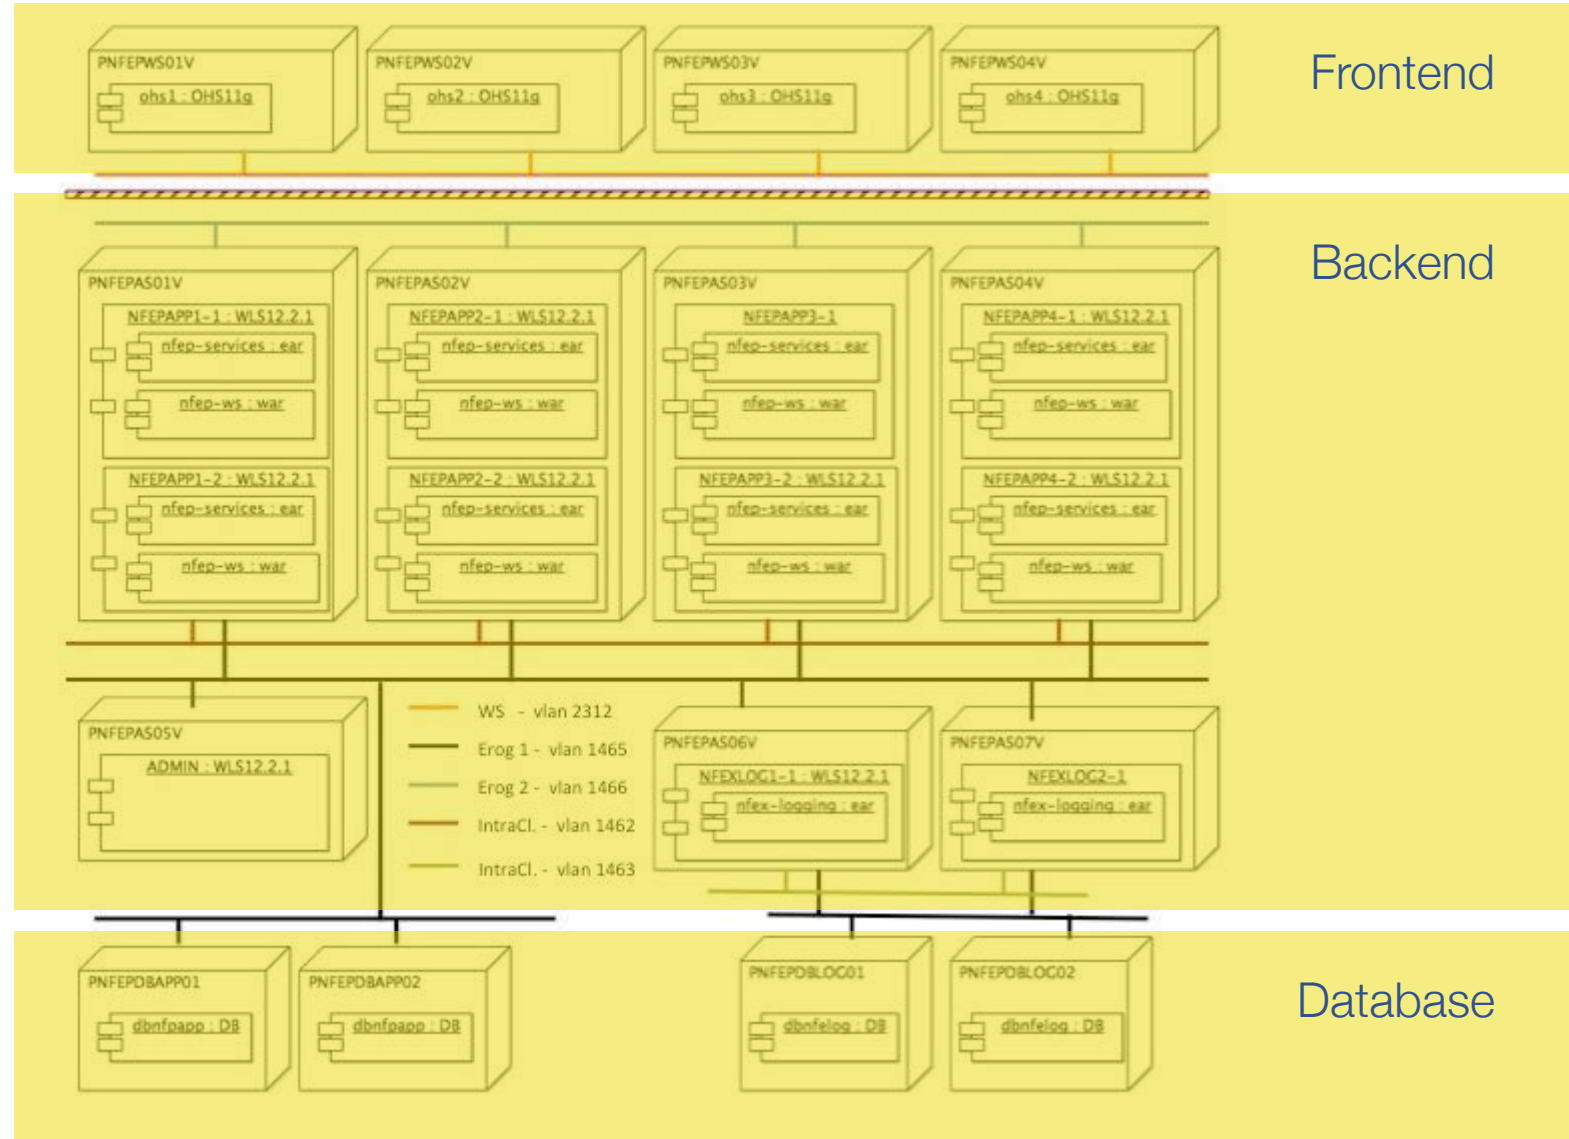 Frontend
PNFEPWS01V
ohs1 : OHS11g
PNFEPWS02V
ohs2 : OHS11g
PNFEPWS03V
ohs3 : OHS11g
PNFEPWS04V
ohs4 : OHS11g
Backend
PNFEPAS01V
NFEPAPP1-1 : WLS12.2.1
nfep-services : ear
nfep-ws : war
NFEPAPP1-2 : WLS12.2.1
nfep-services : ear
nfep-ws : war
PNFEPAS02V
NFEPAPP2-1 : WLS12.2.1
nfep-services : ear
nfep-ws : war
NFEPAPP2-2 : WLS12.2.1
nfep-services : ear
nfep-ws : war
PNFEPAS03V
NFEPAPP3-1
nfep-services : ear
nfep-ws : war
NFEPAPP3-2 : WLS12.2.1
nfep-services : ear
nfep-ws : war
PNFEPAS04V
NFEPAPP4-1 : WLS12.2.1
nfep-services : ear
nfep-ws : war
NFEPAPP4-2 : WLS12.2.1
nfep-services : ear
nfep-ws : war
PNFEPAS05V
ADMIN : WLS12.2.1
WS - vlan 2312
Erog 1 - vlan 1465
Erog 2 - vlan 1466
IntraCl. - vlan 1462
IntraCl. - vlan 1463
PNFEPAS06V
NFEXLOG1-1 : WLS12.2.1
nfex-logging : ear
PNFEPAS07V
NFEXLOG2-1
nfex-logging : ear
Database
PNFEPDBAPP01
dbnfpapp : DB
PNFEPDBAPP02
dbnfpapp : DB
PNFEPDBLOG01
dbnfelog : DB
PNFEPDBLOG02
dbnfelog : DB